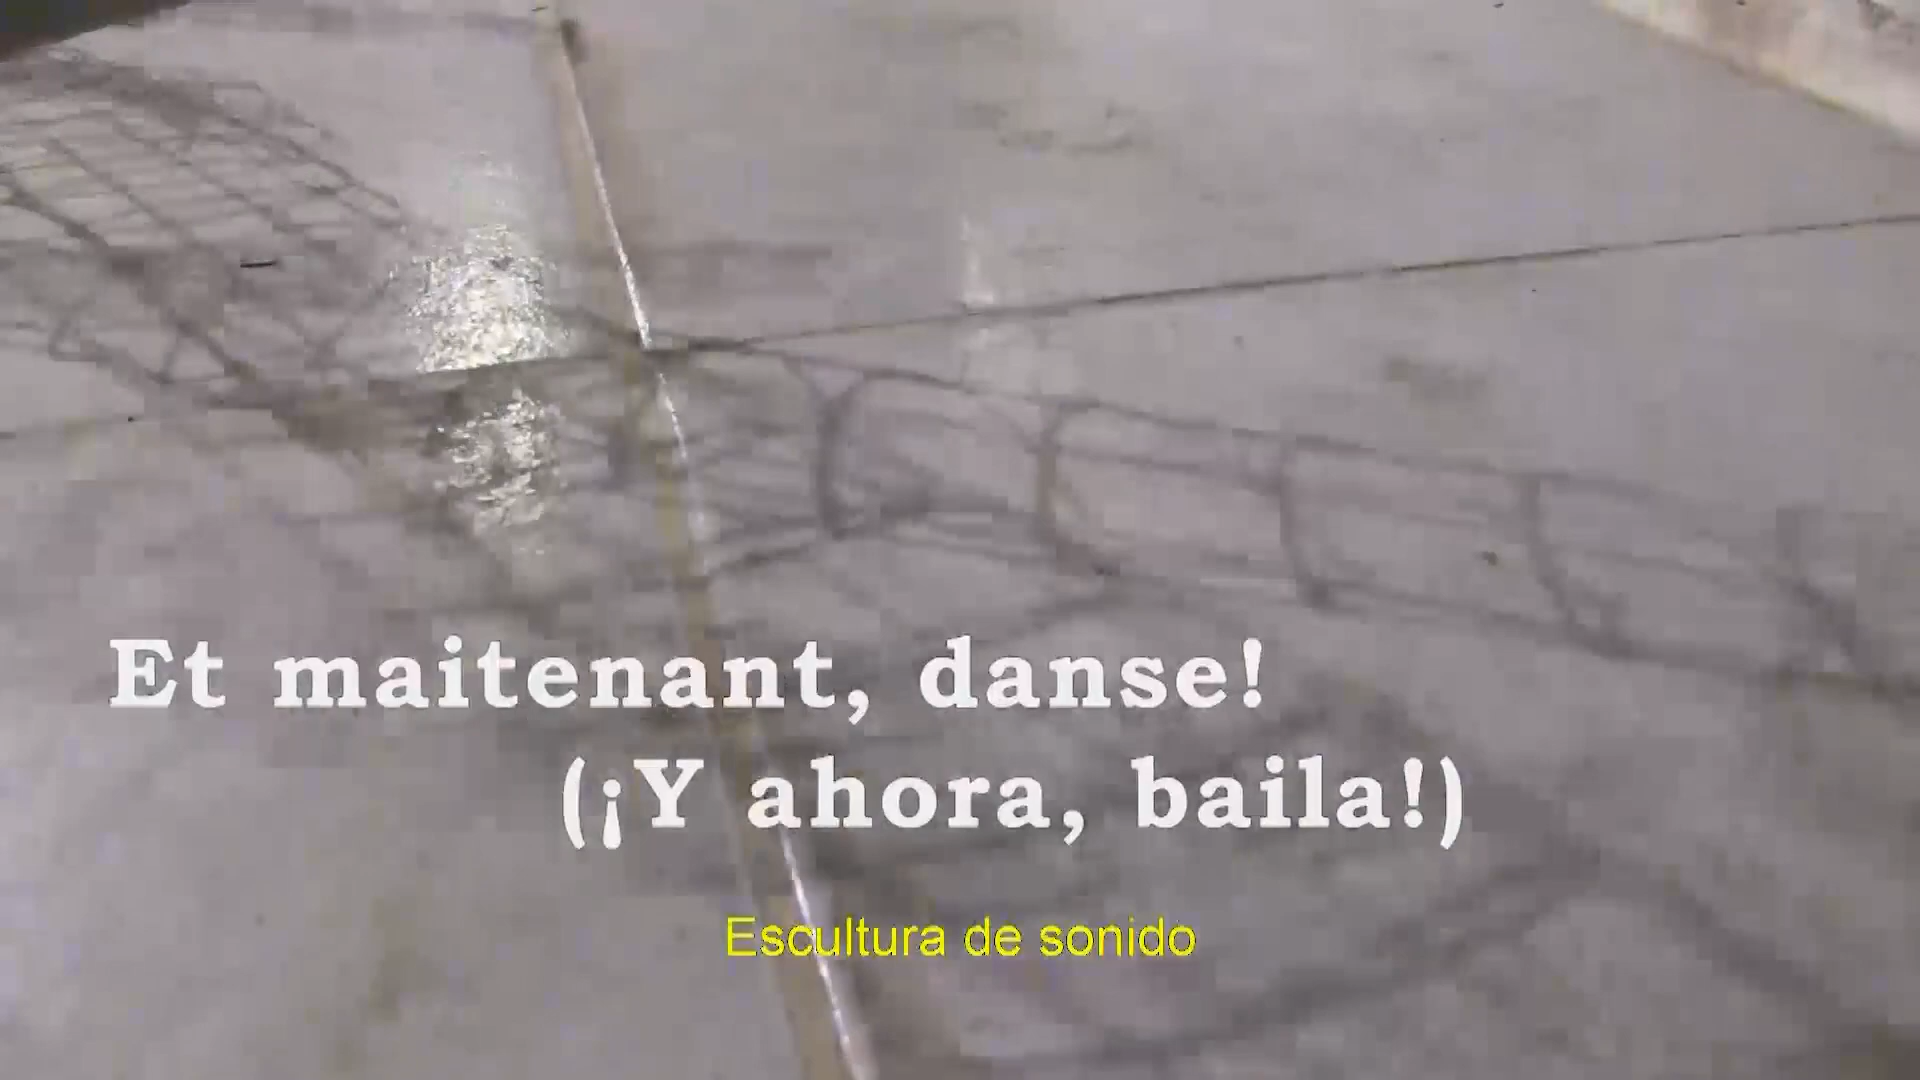 Et maitenant, danse!
(¡Y ahora, baila!)
Escultura de sonido